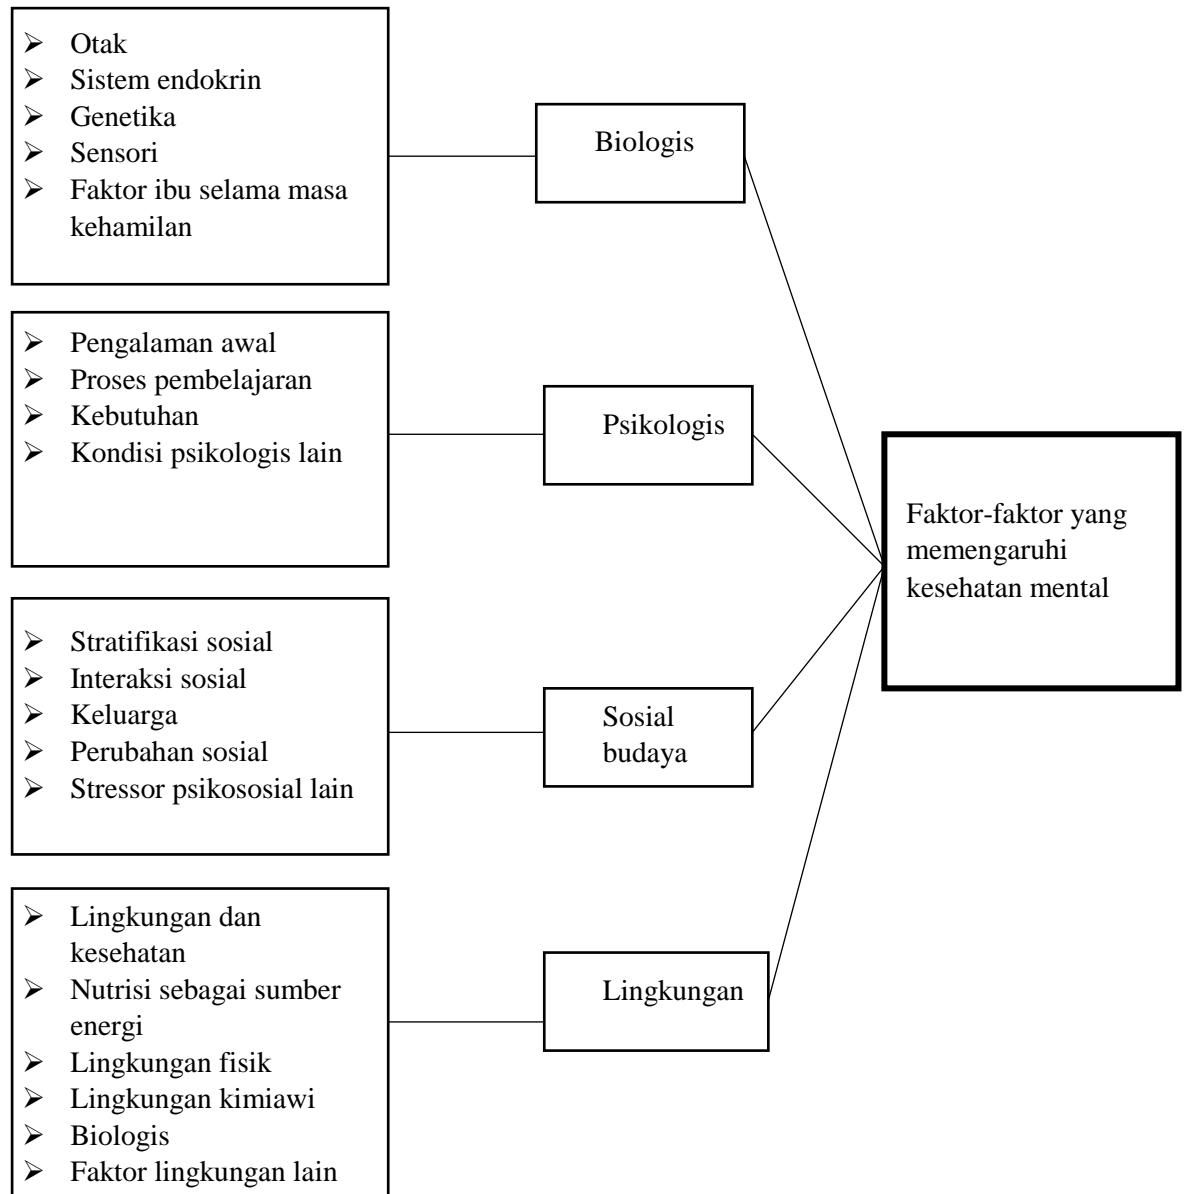 Otak
Sistem endokrin
Genetika
Sensori
Faktor ibu selama masa
kehamilan
Biologis
Pengalaman awal
Proses pembelajaran
Kebutuhan
Kondisi psikologis lain
Psikologis
Faktor-faktor yang
memengaruhi
kesehatan mental
Stratifikasi sosial
Interaksi sosial
Keluarga
Perubahan sosial
Stressor psikososial lain
Sosial
budaya
Lingkungan dan
kesehatan
Nutrisi sebagai sumber
energi
Lingkungan fisik
Lingkungan kimiawi
Biologis
Faktor lingkungan lain
Lingkungan